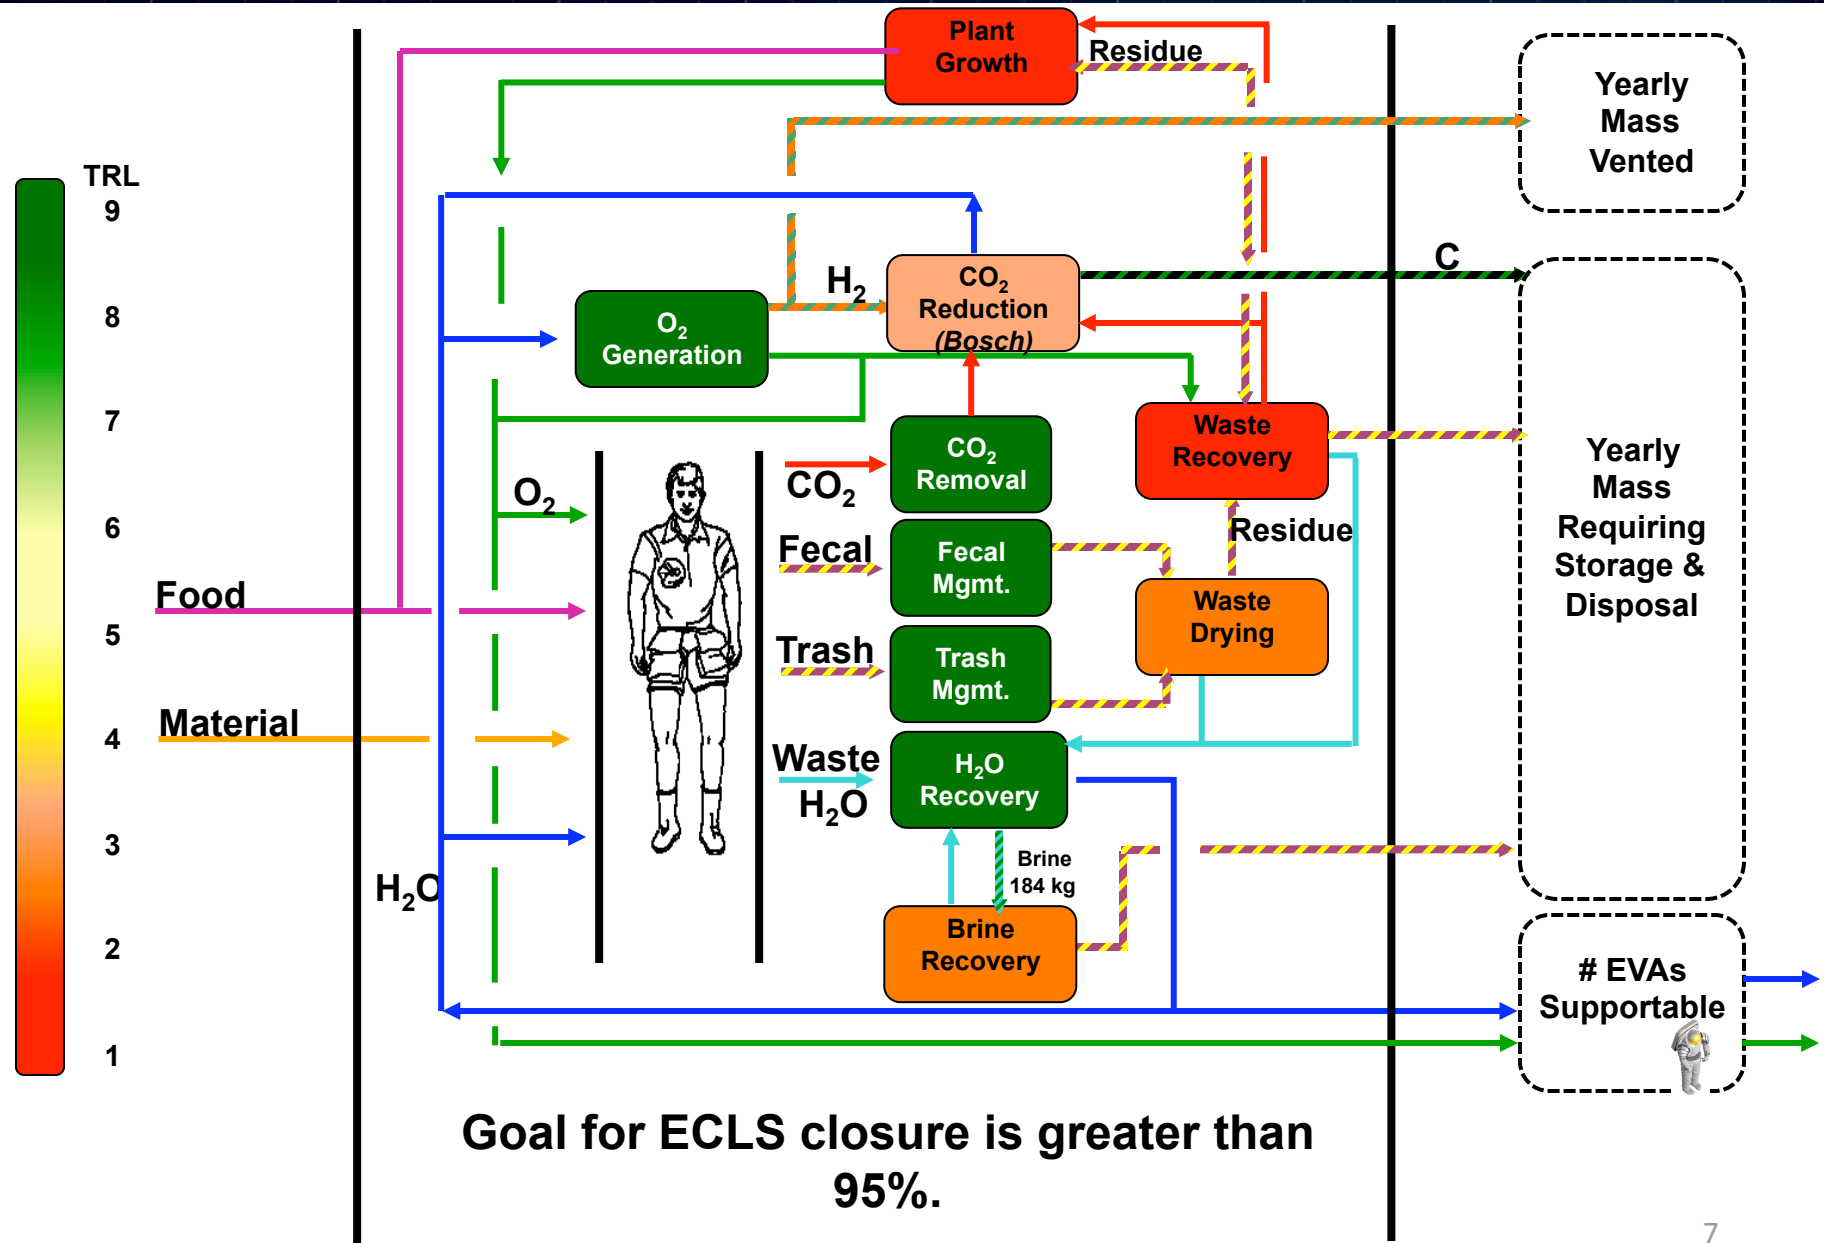 Plant
Growth
Residue
Yearly
Mass
Vented
TRL
9
8
7
6
5
4
3
2
1
C
H₂
CO₂
Reduction
(Bosch)
O₂
Generation
Waste
Recovery
CO₂
Removal
CO₂
O₂
Residue
Yearly
Mass
Requiring
Storage &
Disposal
Fecal
Fecal
Mgmt.
Waste
Drying
Food
Trash
Trash
Mgmt.
Material
Waste
H₂O
H₂O
Recovery
Brine
184 kg
H₂O
Brine
Recovery
# EVAs
Supportable
Goal for ECLS closure is greater than
95%.
7